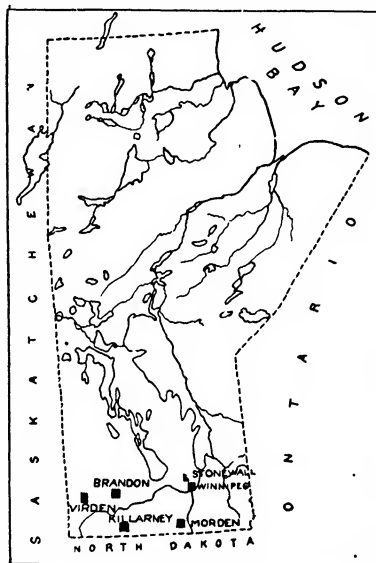 HUDSON
BAY
SASKATCHEWAN
ONTARIO
D.
STONEWALL
WINNIPEG
BRANDON
VIRDEN
KILLARNEY
MORDEN
NORTH DAKOTA